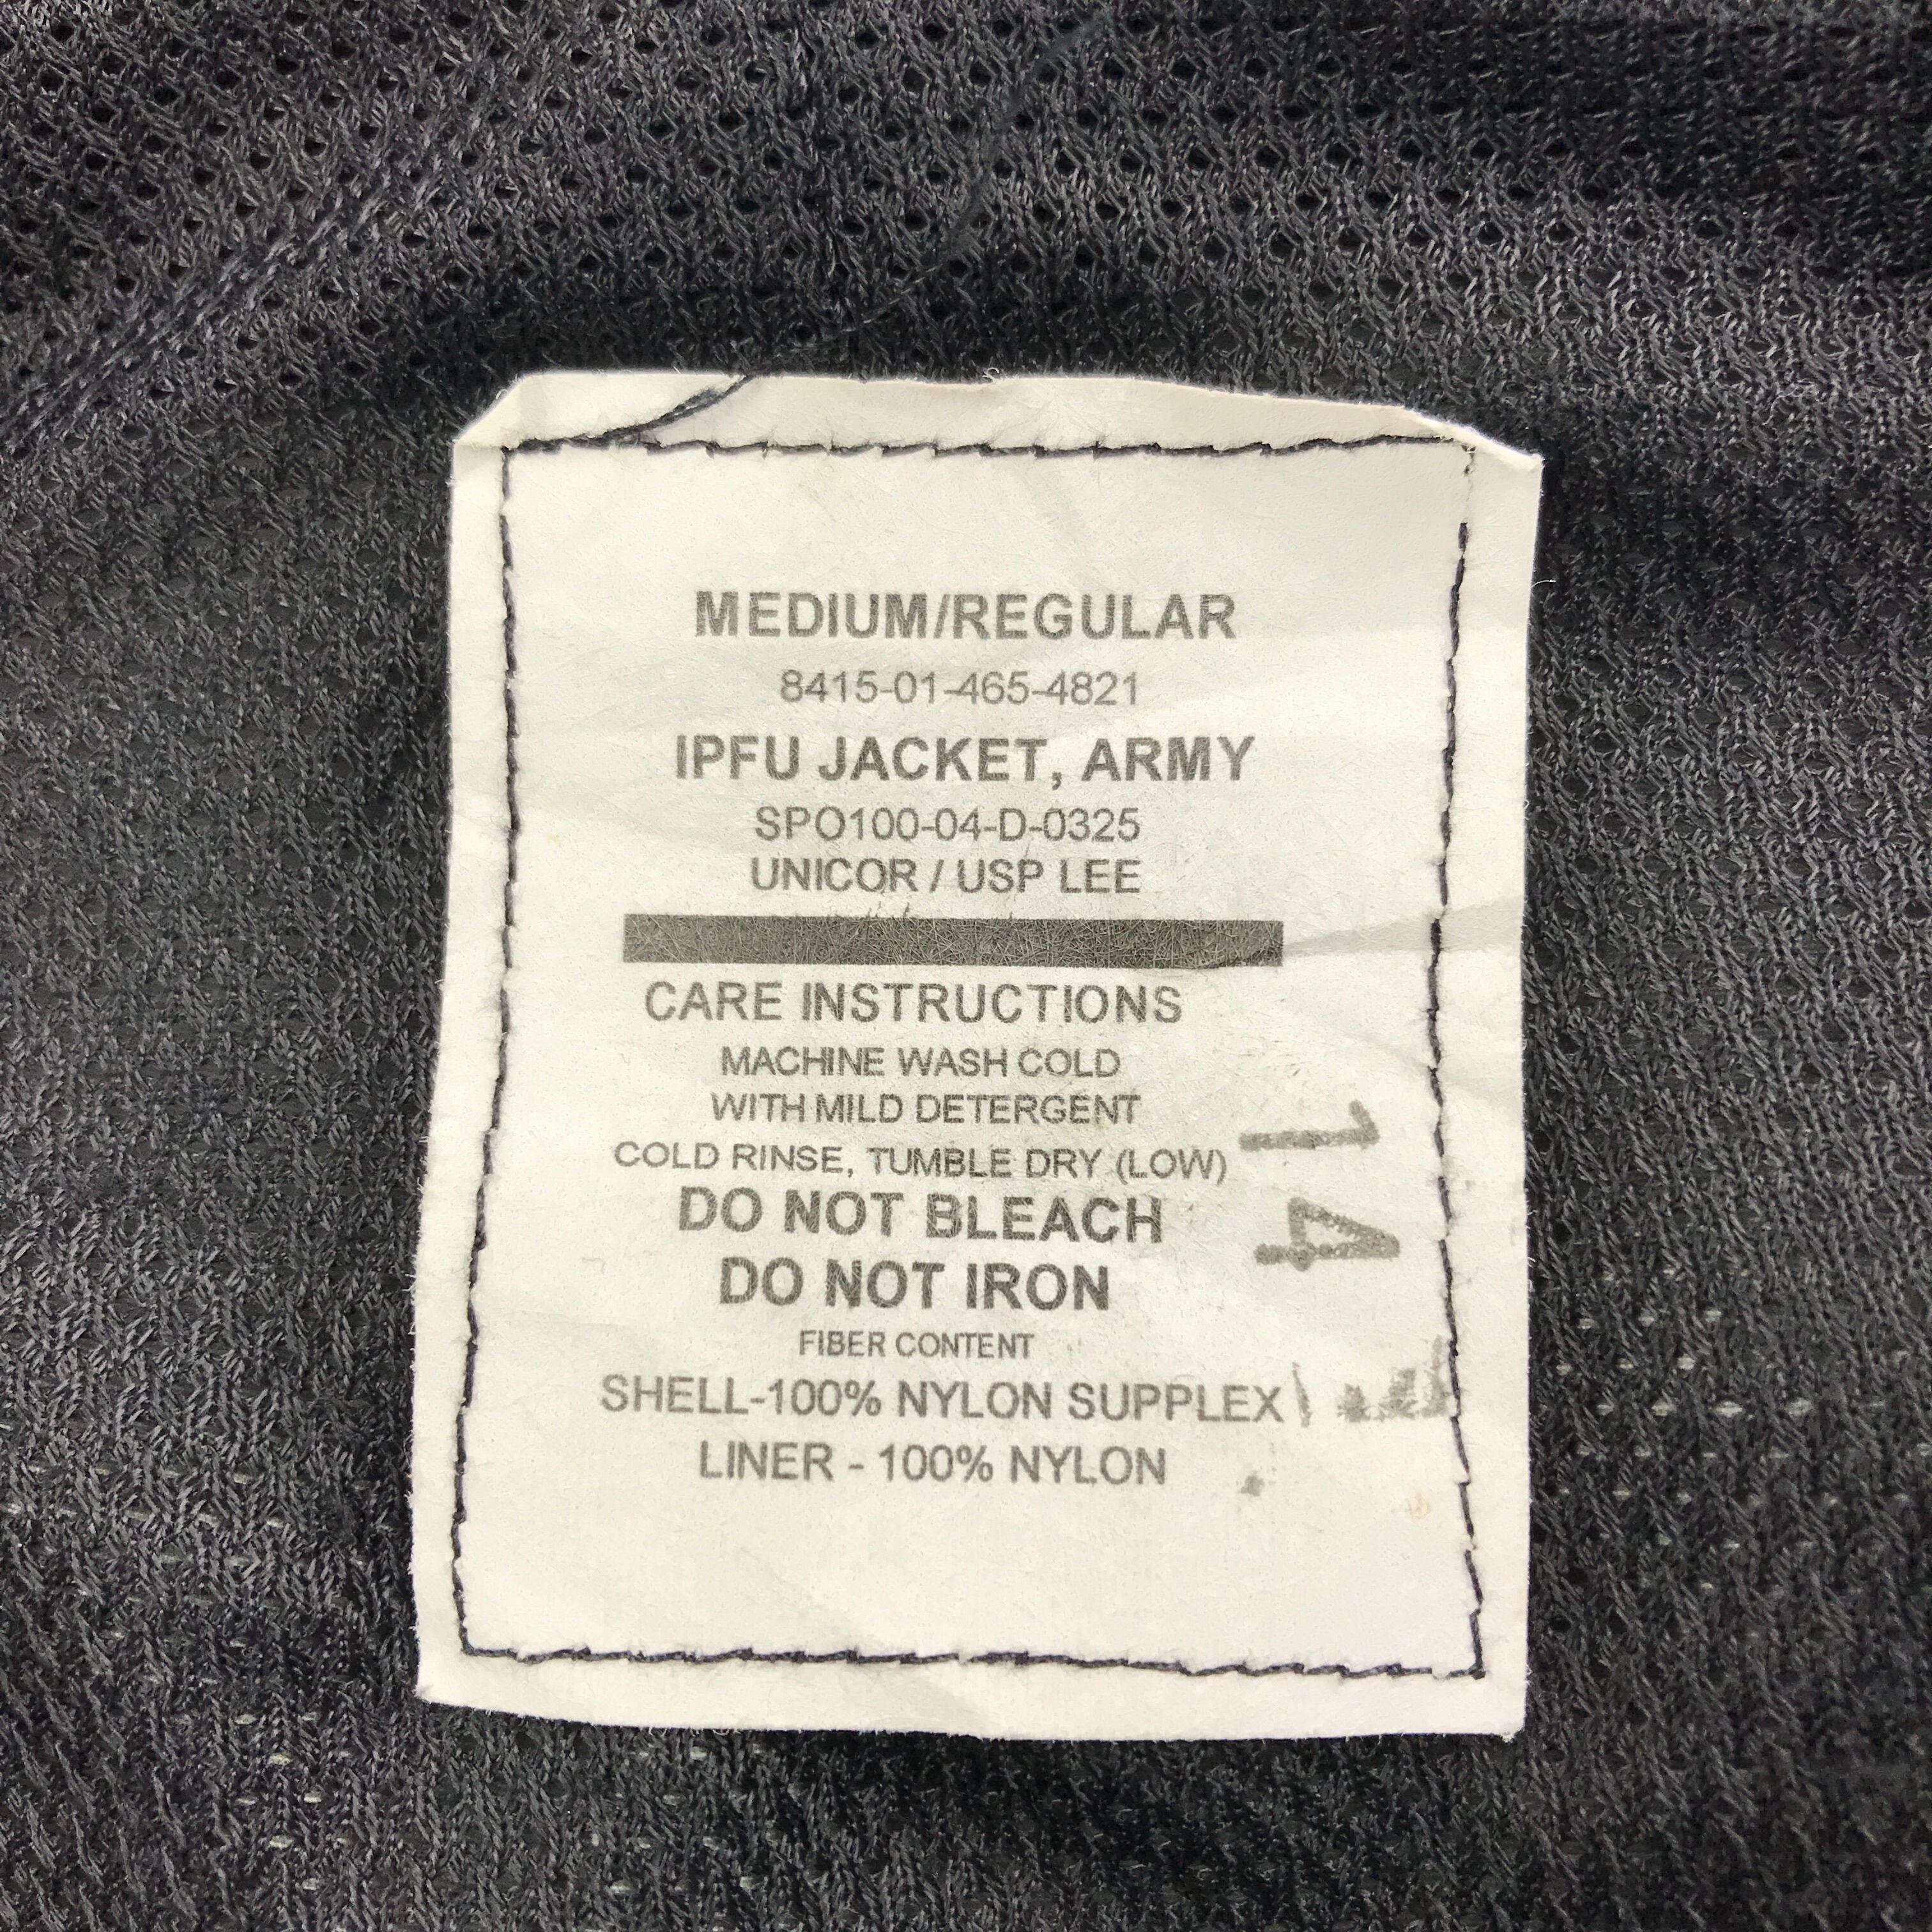 MEDIUM/REGULAR
8415-01-465-4821
IPFU JACKET, ARMY
SPO100-04-D-0325
UNICOR / USP LEE
CARE INSTRUCTIONS
MACHINE WASH COLD
WITH MILD DETERGENT
COLD RINSE, TUMBLE DRY (LOW)
DO NOT BLEACH
DO NOT IRON
FIBER CONTENT
SHELL-100% NYLON SUPPLEX
LINER - 100% NYLON
14